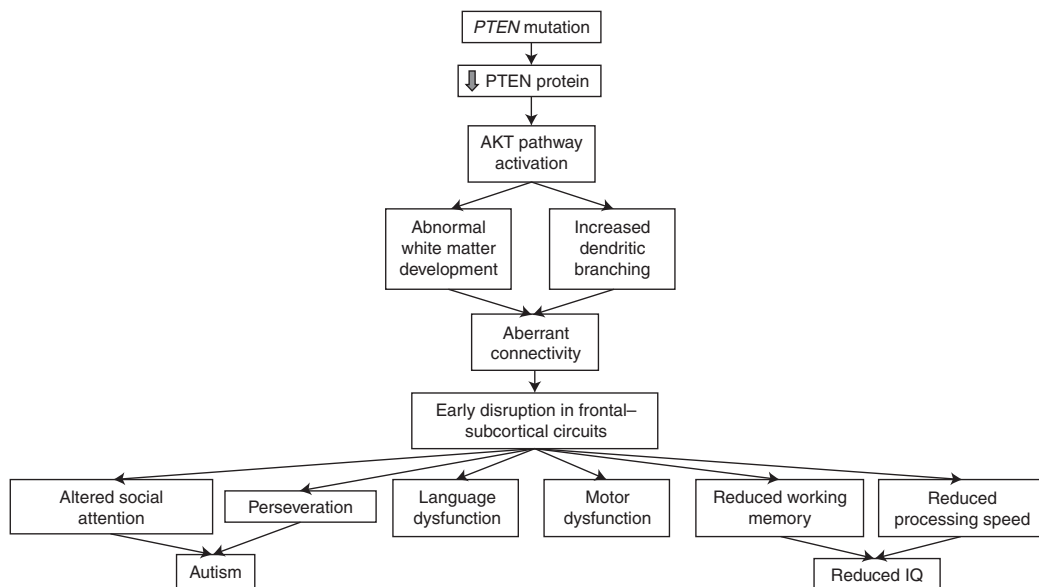 PTEN mutation
PTEN protein
AKT pathway
activation
Abnormal
white matter
development
Increased
dendritic
branching
Aberrant
connectivity
Early disruption in frontal–
subcortical circuits
Altered social
attention
Perseveration
Language
dysfunction
Motor
dysfunction
Reduced working
memory
Reduced
processing speed
Autism
Reduced IQ